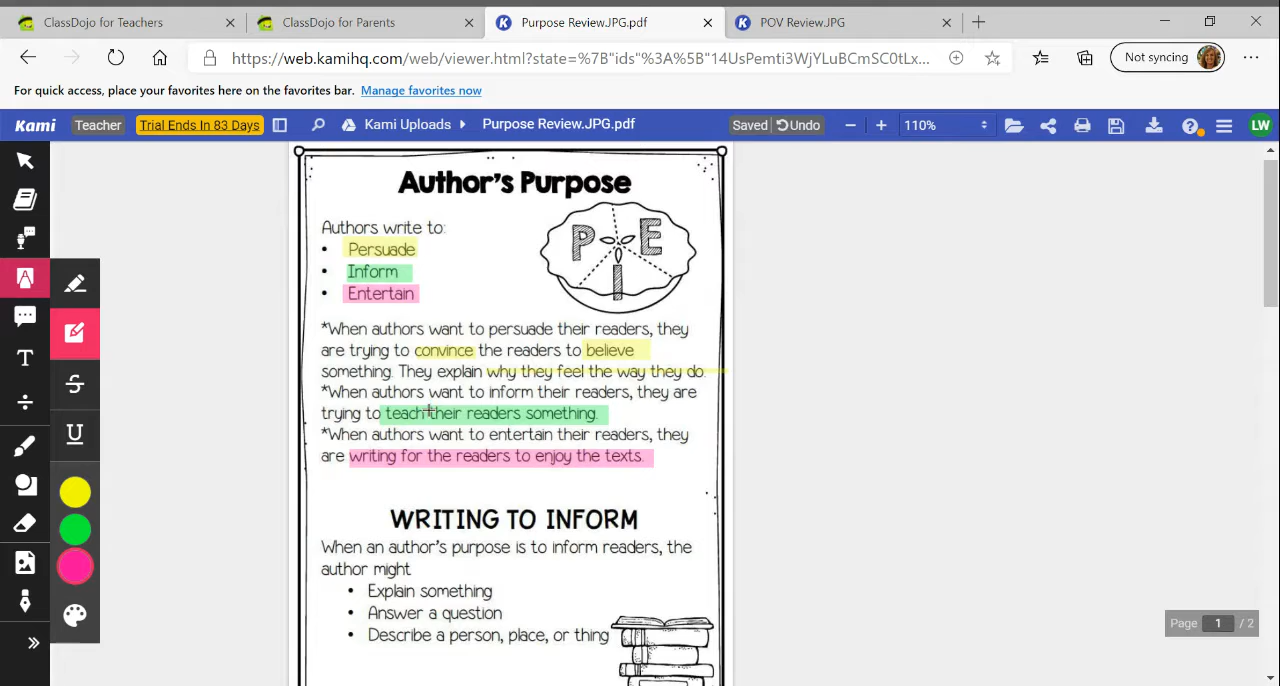 ClassDojo for Teachers
ClassDojo for Parents
Purpose Review.JPG.pdf
POV Review.JPG
https://web.kamihq.com/web/viewer.html?state=%7B"ids"%3A%5B"14UsPemti3WjYLuBCmSC0tLx...
Not syncing
For quick access, place your favorites here on the favorites bar. Manage favorites now
Kami Teacher Trial Ends In 83 Days Kami Uploads Purpose Review.JPG.pdf Saved Undo 110% LW
Author's Purpose
Authors write to:
• Persuade
• Inform
• Entertain
P E
I
*When authors want to persuade their readers, they
are trying to convince the readers to believe
something. They explain why they feel the way they do.
*When authors want to inform their readers, they are
trying to teach their readers something.
*When authors want to entertain their readers, they
are writing for the readers to enjoy the texts.
WRITING TO INFORM
When an author's purpose is to inform readers, the
author might
• Explain something
• Answer a question
• Describe a person, place, or thing
Page 1 / 2